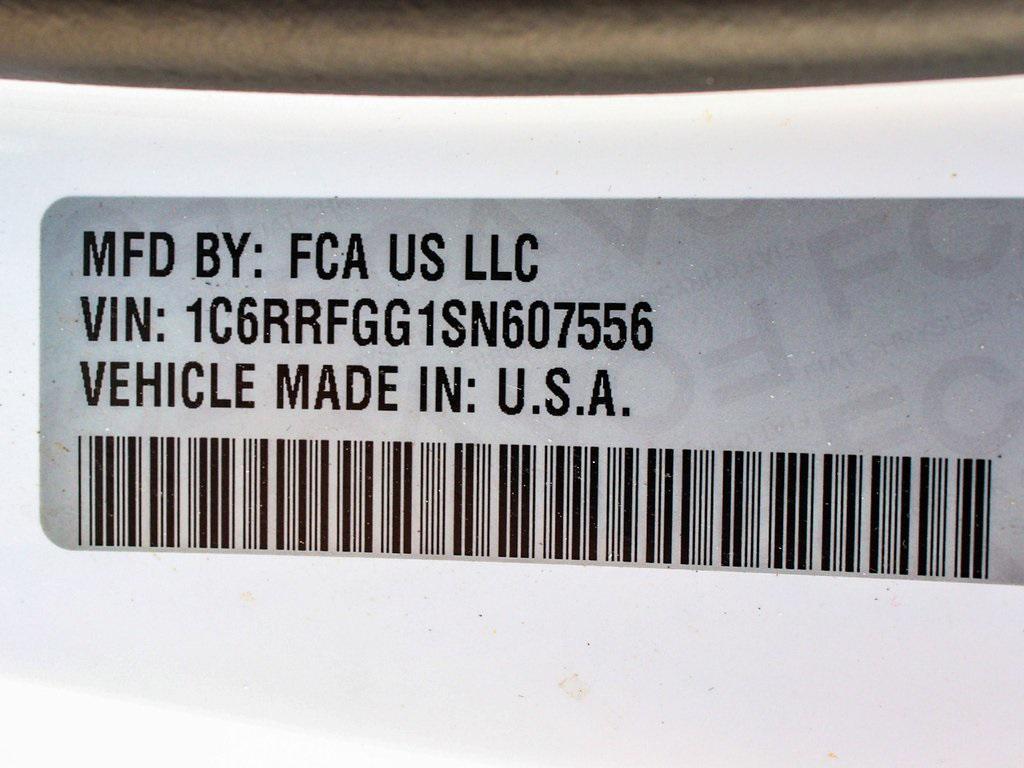 MFD BY: FCA US LLC
VIN: 1C6RRFGG1SN607556
VEHICLE MADE IN: U.S.A.